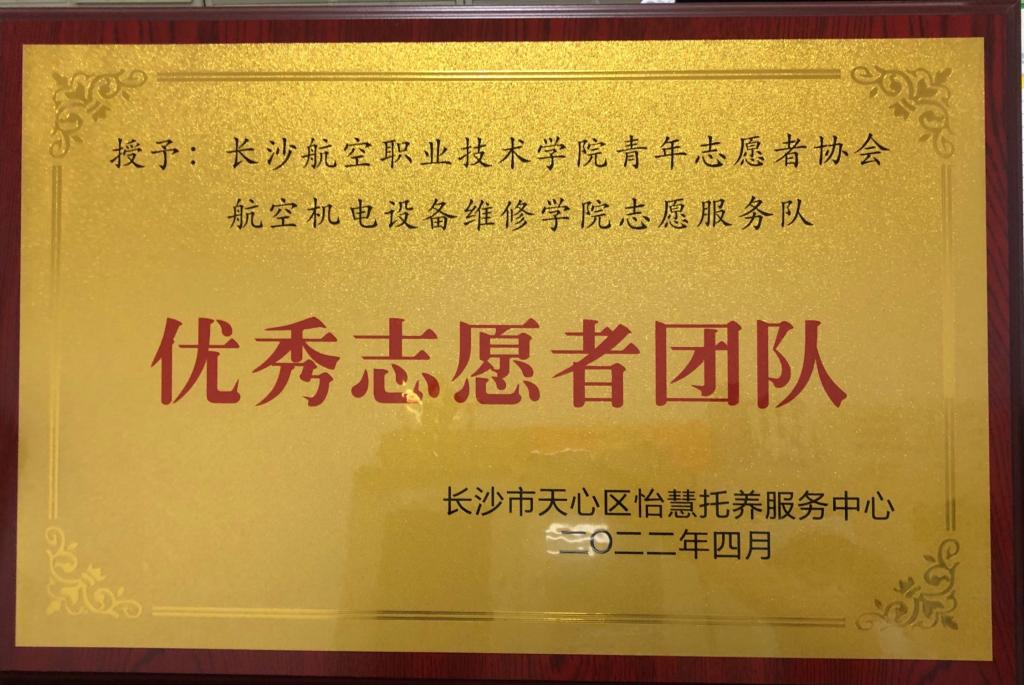 授予：长沙航空职业技术学院青年志愿者协会
航空机电设备维修学院志愿服务队
优秀志愿者团队
长沙市天心区怡慧托养服务中心
二〇二二年四月